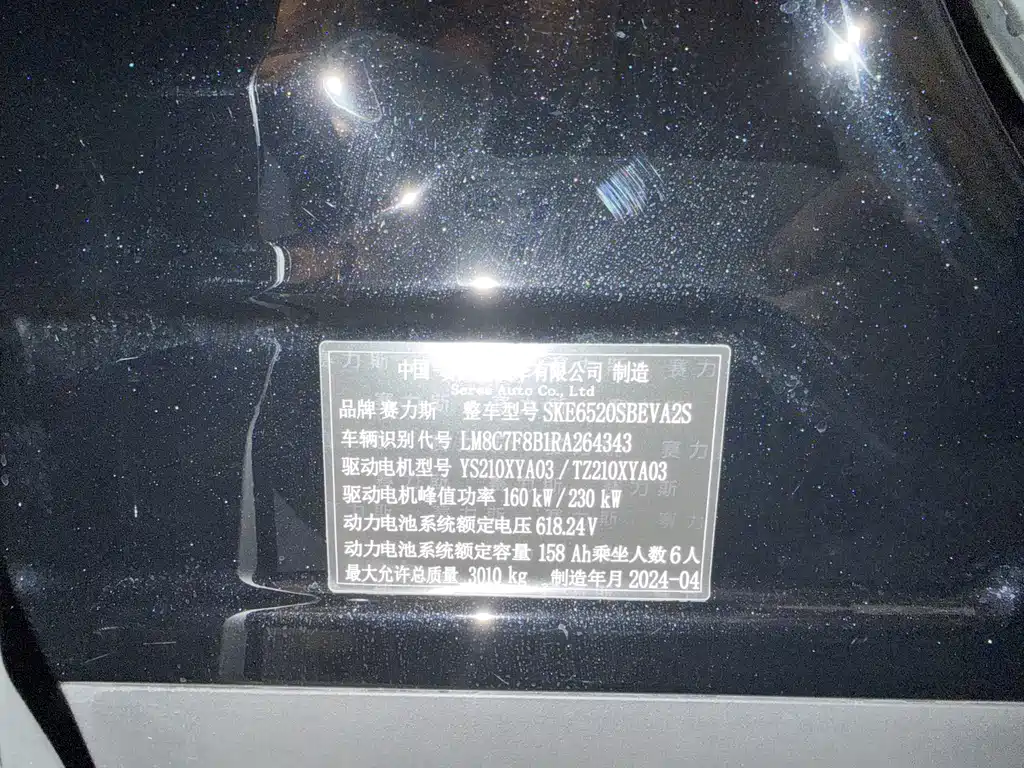 中国 有限公司 制造
Seres Auto Co., Ltd
品牌 赛力斯 整车型号 SKE6520SBEVA2S
车辆识别代号 LM8C7F8B1RA264343
驱动电机型号 YS210XYA03 / TZ210XYA03
驱动电机峰值功率 160 kW / 230 kW
动力电池系统额定电压 618.24V
动力电池系统额定容量 158 Ah 乘坐人数 6 人
最大允许总质量 3010 kg 制造年月 2024-04